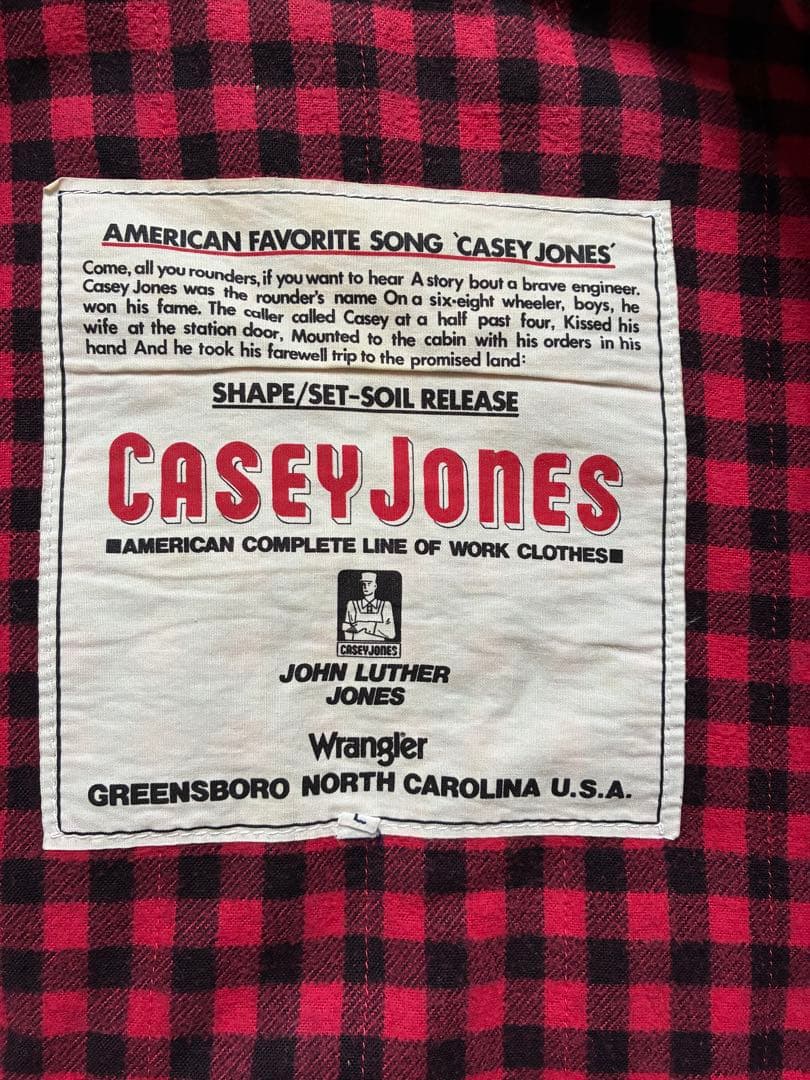 AMERICAN FAVORITE SONG ‵CASEY JONES′
Come, all you rounders, if you want to hear A story bout a brave engineer.
Casey Jones was the rounder's name On a six-eight wheeler, boys, he
won his fame. The caller called Casey at a half past four, Kissed his
wife at the station door, Mounted to the cabin with his orders in his
hand And he took his farewell trip to the promised land:
SHAPE/SET-SOIL RELEASE
CASEY JONES
■AMERICAN COMPLETE LINE OF WORK CLOTHES■
CASEYJONES
JOHN LUTHER
JONES
Wrangler
GREENSBORO NORTH CAROLINA U.S.A.
L